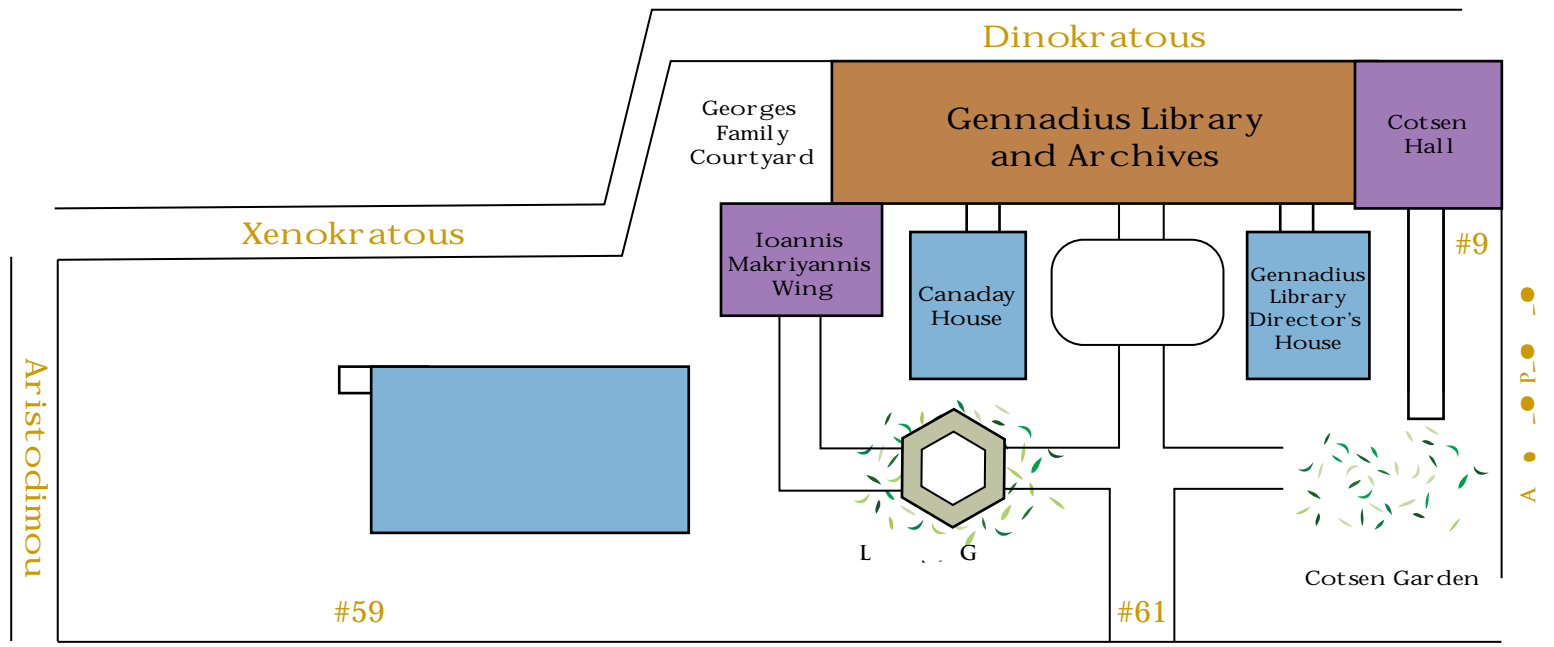 Dinokratous
Georges
Family
Courtyard
Gennadius Library
and Archives
Cotsen
Hall
Xenokratous
Ioannis
Makriyannis
Wing
Canaday
House
Gennadius
Library
Director's
House
#9
Aristodimou
L G
Cotsen Garden
#59
#61